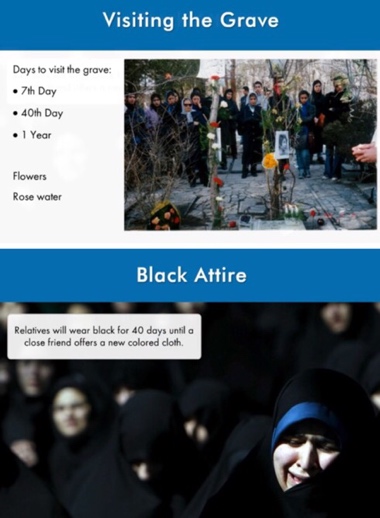 Visiting the Grave
Days to visit the grave:
• 7th Day
• 40th Day
• 1 Year
Flowers
Rose water
Black Attire
Relatives will wear black for 40 days until a
close friend offers a new colored cloth.